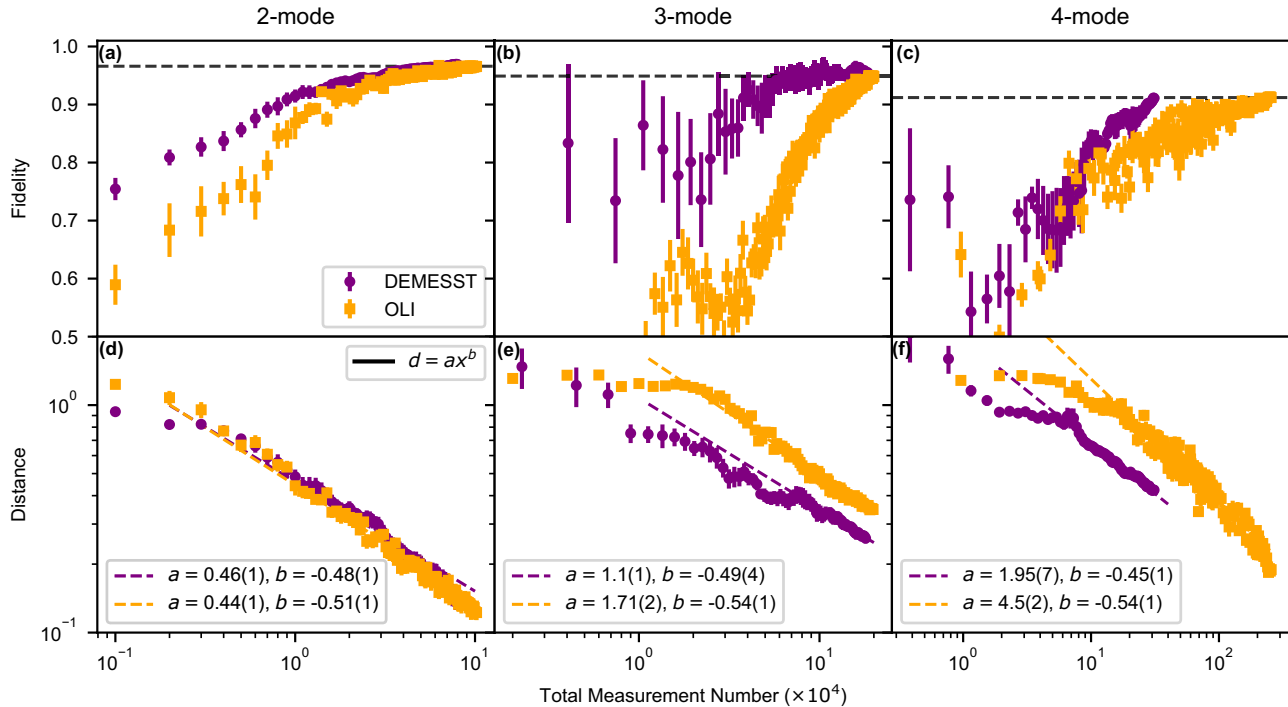 2-mode
3-mode
4-mode
(a)
(b)
(c)
1.0
0.9
0.8
0.7
0.6
0.5
Fidelity
DEMESST
OLI
(d)
(e)
(f)
d = ax^b
10^0
10^−1
Distance
a = 0.46(1), b = -0.48(1)
a = 0.44(1), b = -0.51(1)
a = 1.1(1), b = -0.49(4)
a = 1.71(2), b = -0.54(1)
a = 1.95(7), b = -0.45(1)
a = 4.5(2), b = -0.54(1)
10^−1
10^0
10^1
10^0
10^1
10^0
10^1
10^2
Total Measurement Number (×10^4)